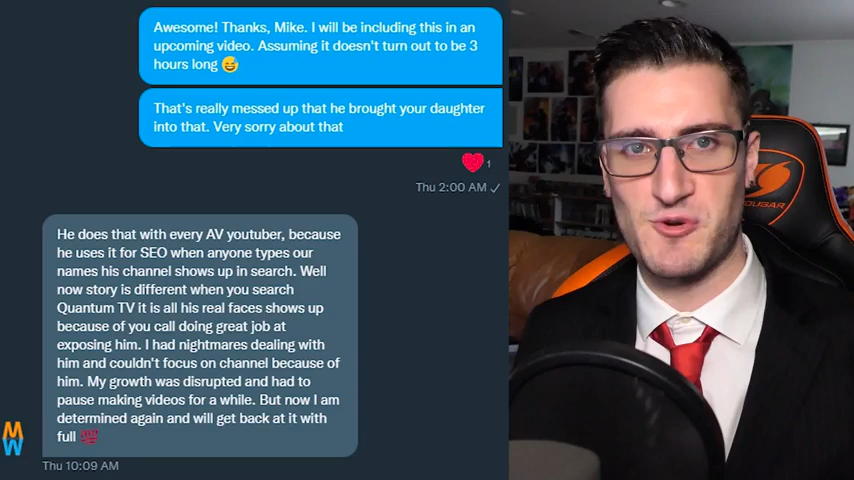 Awesome! Thanks, Mike. I will be including this in an
upcoming video. Assuming it doesn't turn out to be 3
hours long 😅
That's really messed up that he brought your daughter
into that. Very sorry about that
1
Thu 2:00 AM ✓
He does that with every AV youtuber, because
he uses it for SEO when anyone types our
names his channel shows up in search. Well
now story is different when you search
Quantum TV it is all his real faces shows up
because of you call doing great job at
exposing him. I had nightmares dealing with
him and couldn't focus on channel because of
him. My growth was disrupted and had to
pause making videos for a while. But now I am
determined again and will get back at it with
full 💯
MW
Thu 10:09 AM
COUGAR